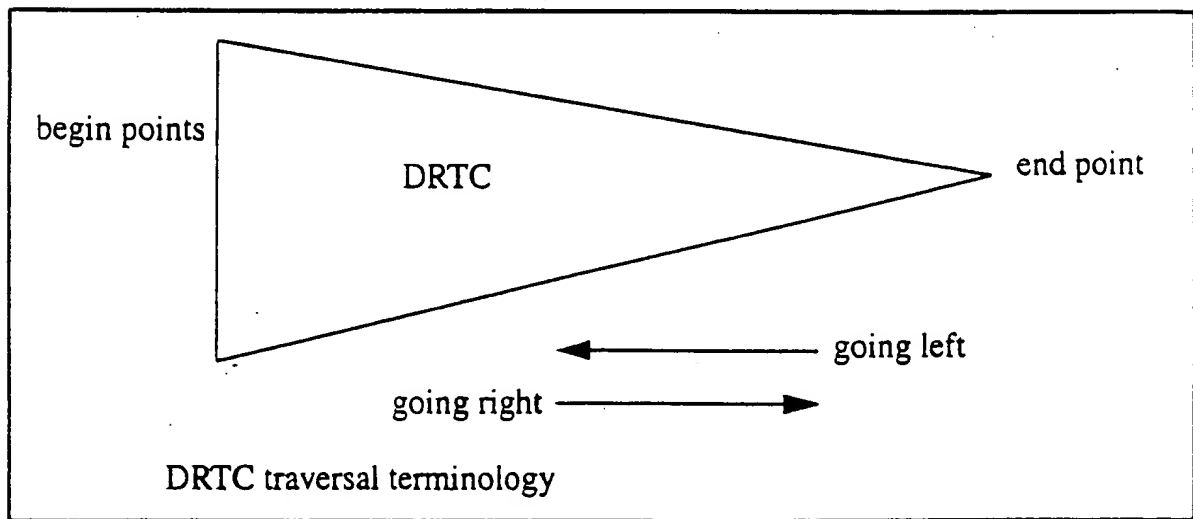 begin points
DRTC
end point
going left
going right
DRTC traversal terminology